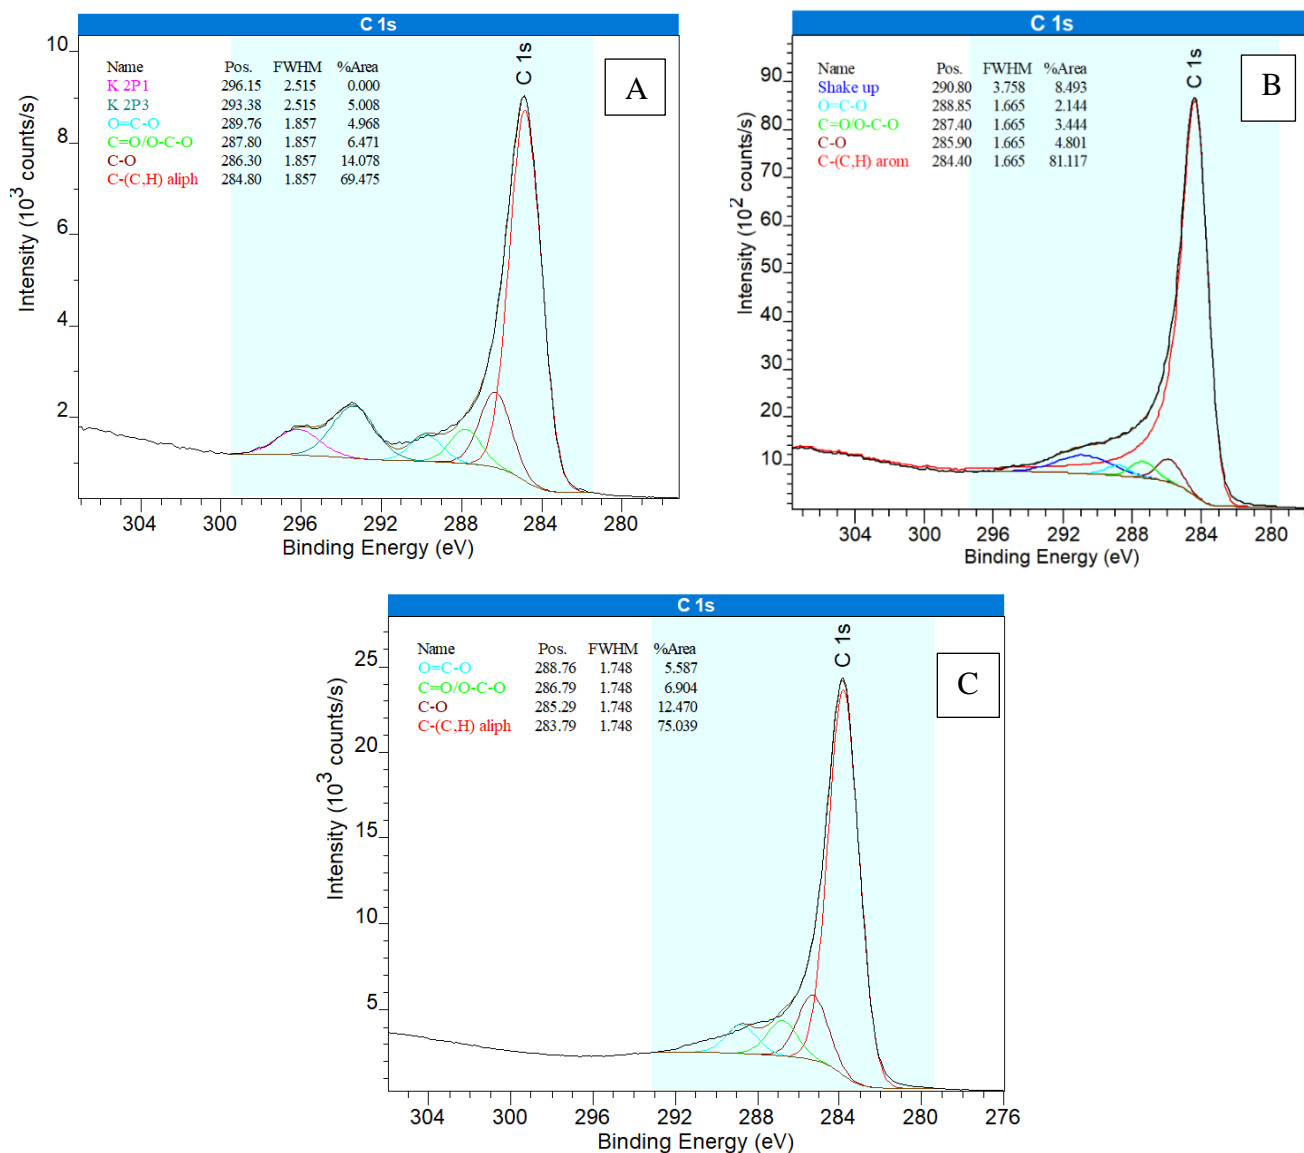 C 1s
A
C 1s
Name Pos. FWHM %Area
K 2P1 296.15 2.515 0.000
K 2P3 293.38 2.515 5.008
O=C-O 289.76 1.857 4.968
C=O/O-C-O 287.80 1.857 6.471
C-O 286.30 1.857 14.078
C-(C,H) aliph 284.80 1.857 69.475
10
8
6
4
2
Intensity (10³ counts/s)
304 300 296 292 288 284 280
Binding Energy (eV)
C 1s
B
C 1s
Name Pos. FWHM %Area
Shake up 290.80 3.758 8.493
O=C-O 288.85 1.665 2.144
C=O/O-C-O 287.40 1.665 3.444
C-O 285.90 1.665 4.801
C-(C,H) arom 284.40 1.665 81.117
90
80
70
60
50
40
30
20
10
Intensity (10² counts/s)
304 300 296 292 288 284 280
Binding Energy (eV)
C 1s
C
C 1s
Name Pos. FWHM %Area
O=C-O 288.76 1.748 5.587
C=O/O-C-O 286.79 1.748 6.904
C-O 285.29 1.748 12.470
C-(C,H) aliph 283.79 1.748 75.039
25
20
15
10
5
Intensity (10³ counts/s)
304 300 296 292 288 284 280 276
Binding Energy (eV)